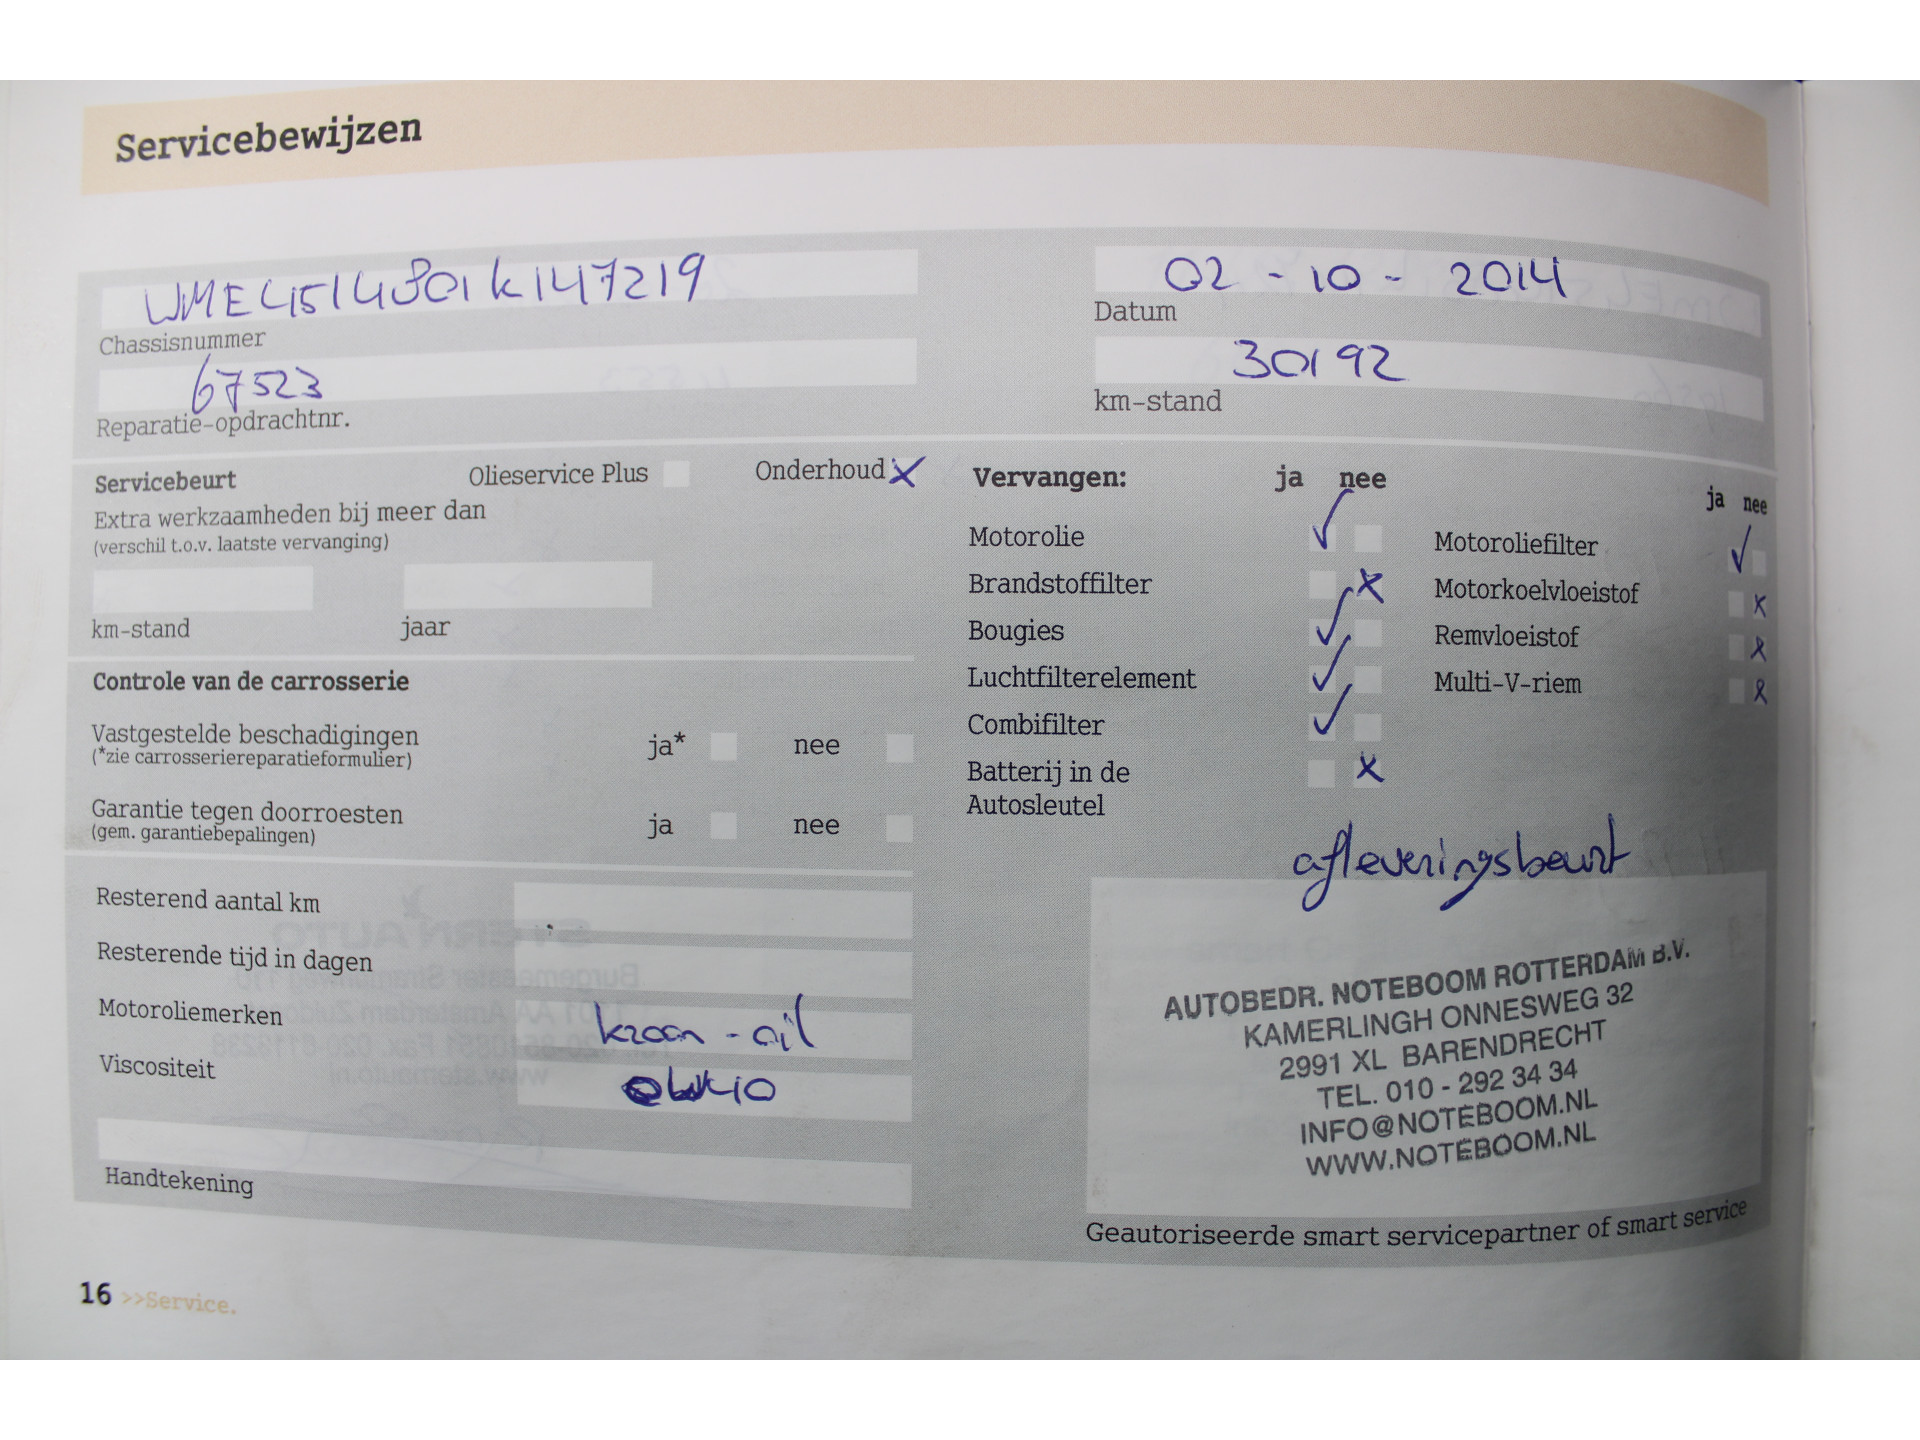 Servicebewijzen
WME4514801K147219
Chassisnummer
67523
Reparatie-opdrachtnr.
02 - 10 - 2014
Datum
30192
km-stand
Servicebeurt Olieservice Plus Onderhoud X
Extra werkzaamheden bij meer dan
(verschil t.o.v. laatste vervanging)
km-stand jaar
Controle van de carrosserie
Vastgestelde beschadigingen ja* nee
(*zie carrosseriereparatieformulier)
Garantie tegen doorroesten ja nee
(gem. garantiebepalingen)
Resterend aantal km
Resterende tijd in dagen
Motoroliemerken kroon-oil
Viscositeit
Handtekening
Vervangen: ja nee
Motorolie ✓
Brandstoffilter X
Bougies ✓
Luchtfilterelement ✓
Combifilter ✓
Batterij in de X
Autosleutel
ja nee
Motoroliefilter ✓
Motorkoelvloeistof X
Remvloeistof X
Multi-V-riem X
afleveringsbeurt
AUTOBEDR. NOTEBOOM ROTTERDAM B.V.
KAMERLINGH ONNESWEG 32
2991 XL BARENDRECHT
TEL. 010 - 292 34 34
INFO@NOTEBOOM.NL
WWW.NOTEBOOM.NL
Geautoriseerde smart servicepartner of smart service
16 >>Service.